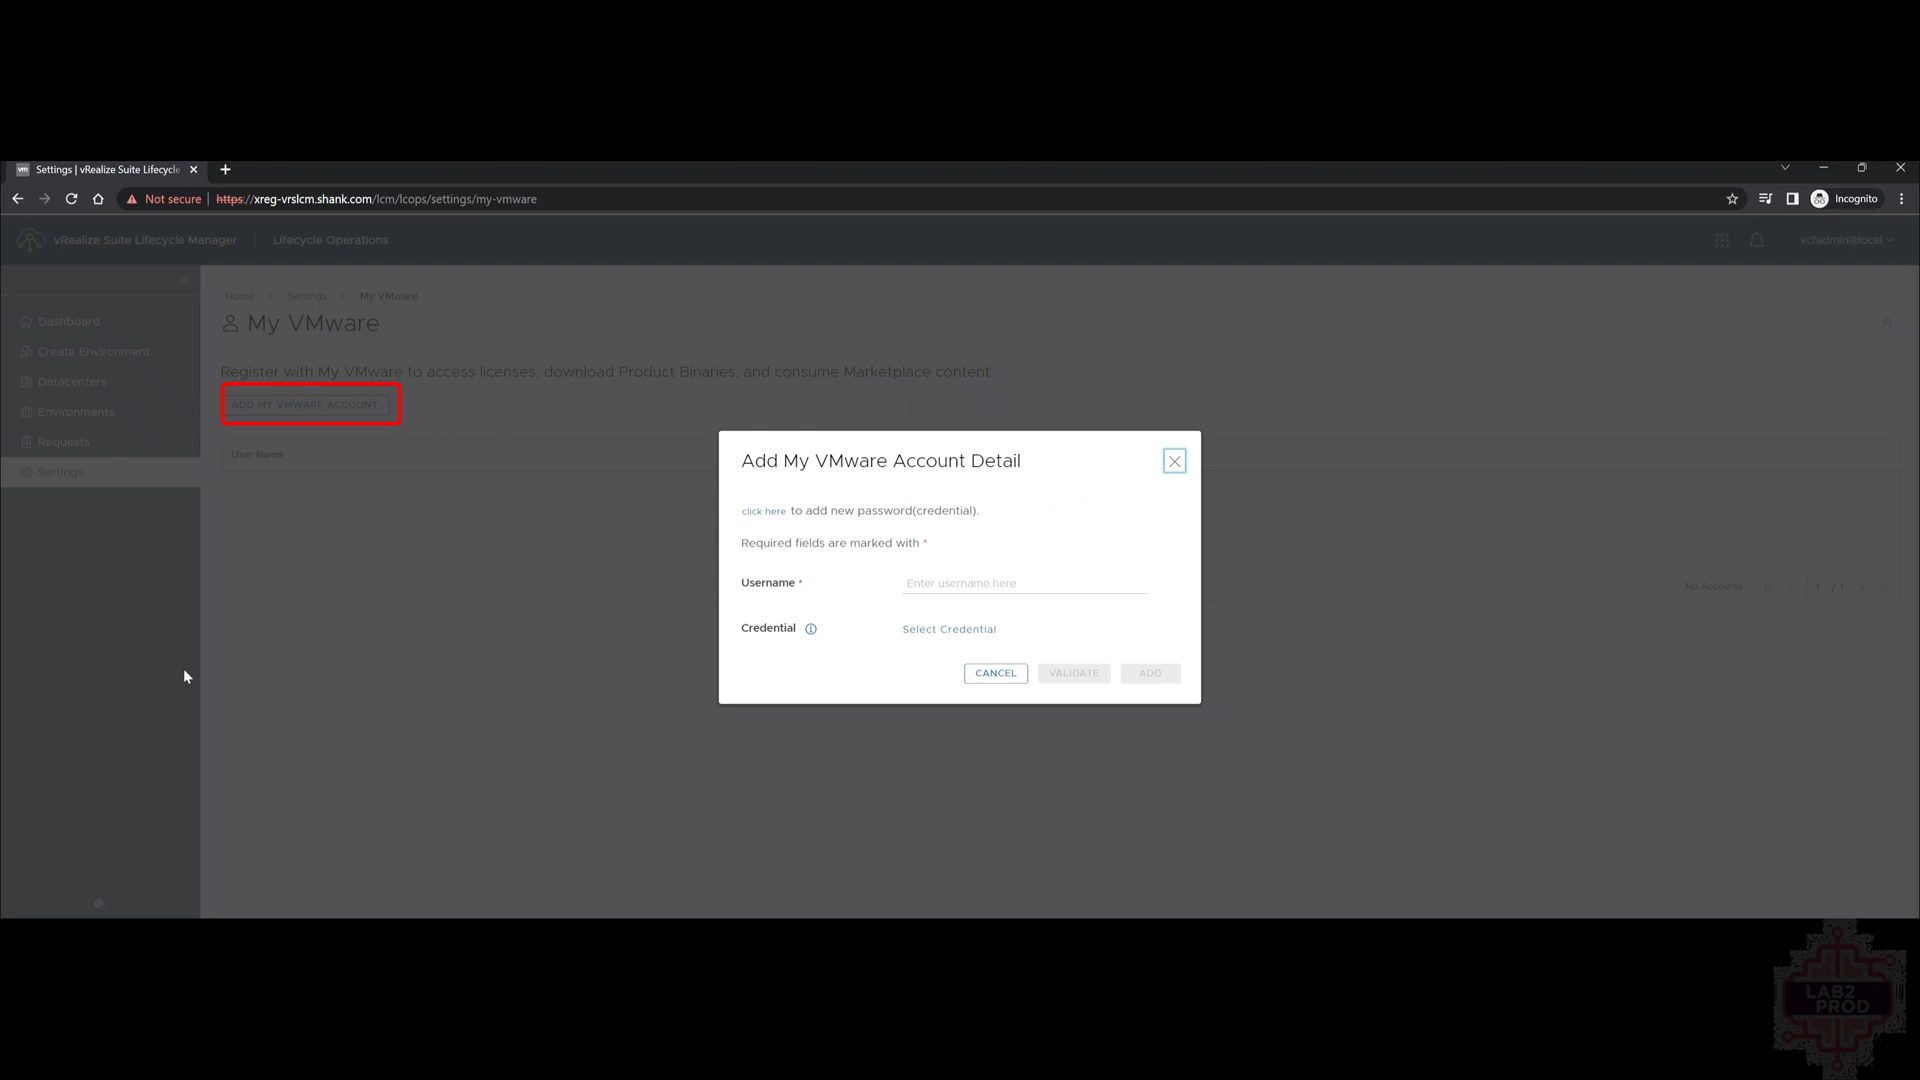 vm Settings | vRealize Suite Lifecycle
Not secure | https://xreg-vrslcm.shank.com/lcm/lcops/settings/my-vmware
Incognito
vRealize Suite Lifecycle Manager
Lifecycle Operations
vcfadmin@local
Home > Settings > My VMware
Dashboard
My VMware
Create Environment
Register with My VMware to access licenses, download Product Binaries, and consume Marketplace content.
Datacenters
ADD MY VMWARE ACCOUNT
Environments
Requests
User Name
Settings
Add My VMware Account Detail
click here to add new password(credential).
Required fields are marked with *
Username *
Enter username here
No Accounts
1 / 1
Credential
Select Credential
CANCEL
VALIDATE
ADD
LAB2
PROD